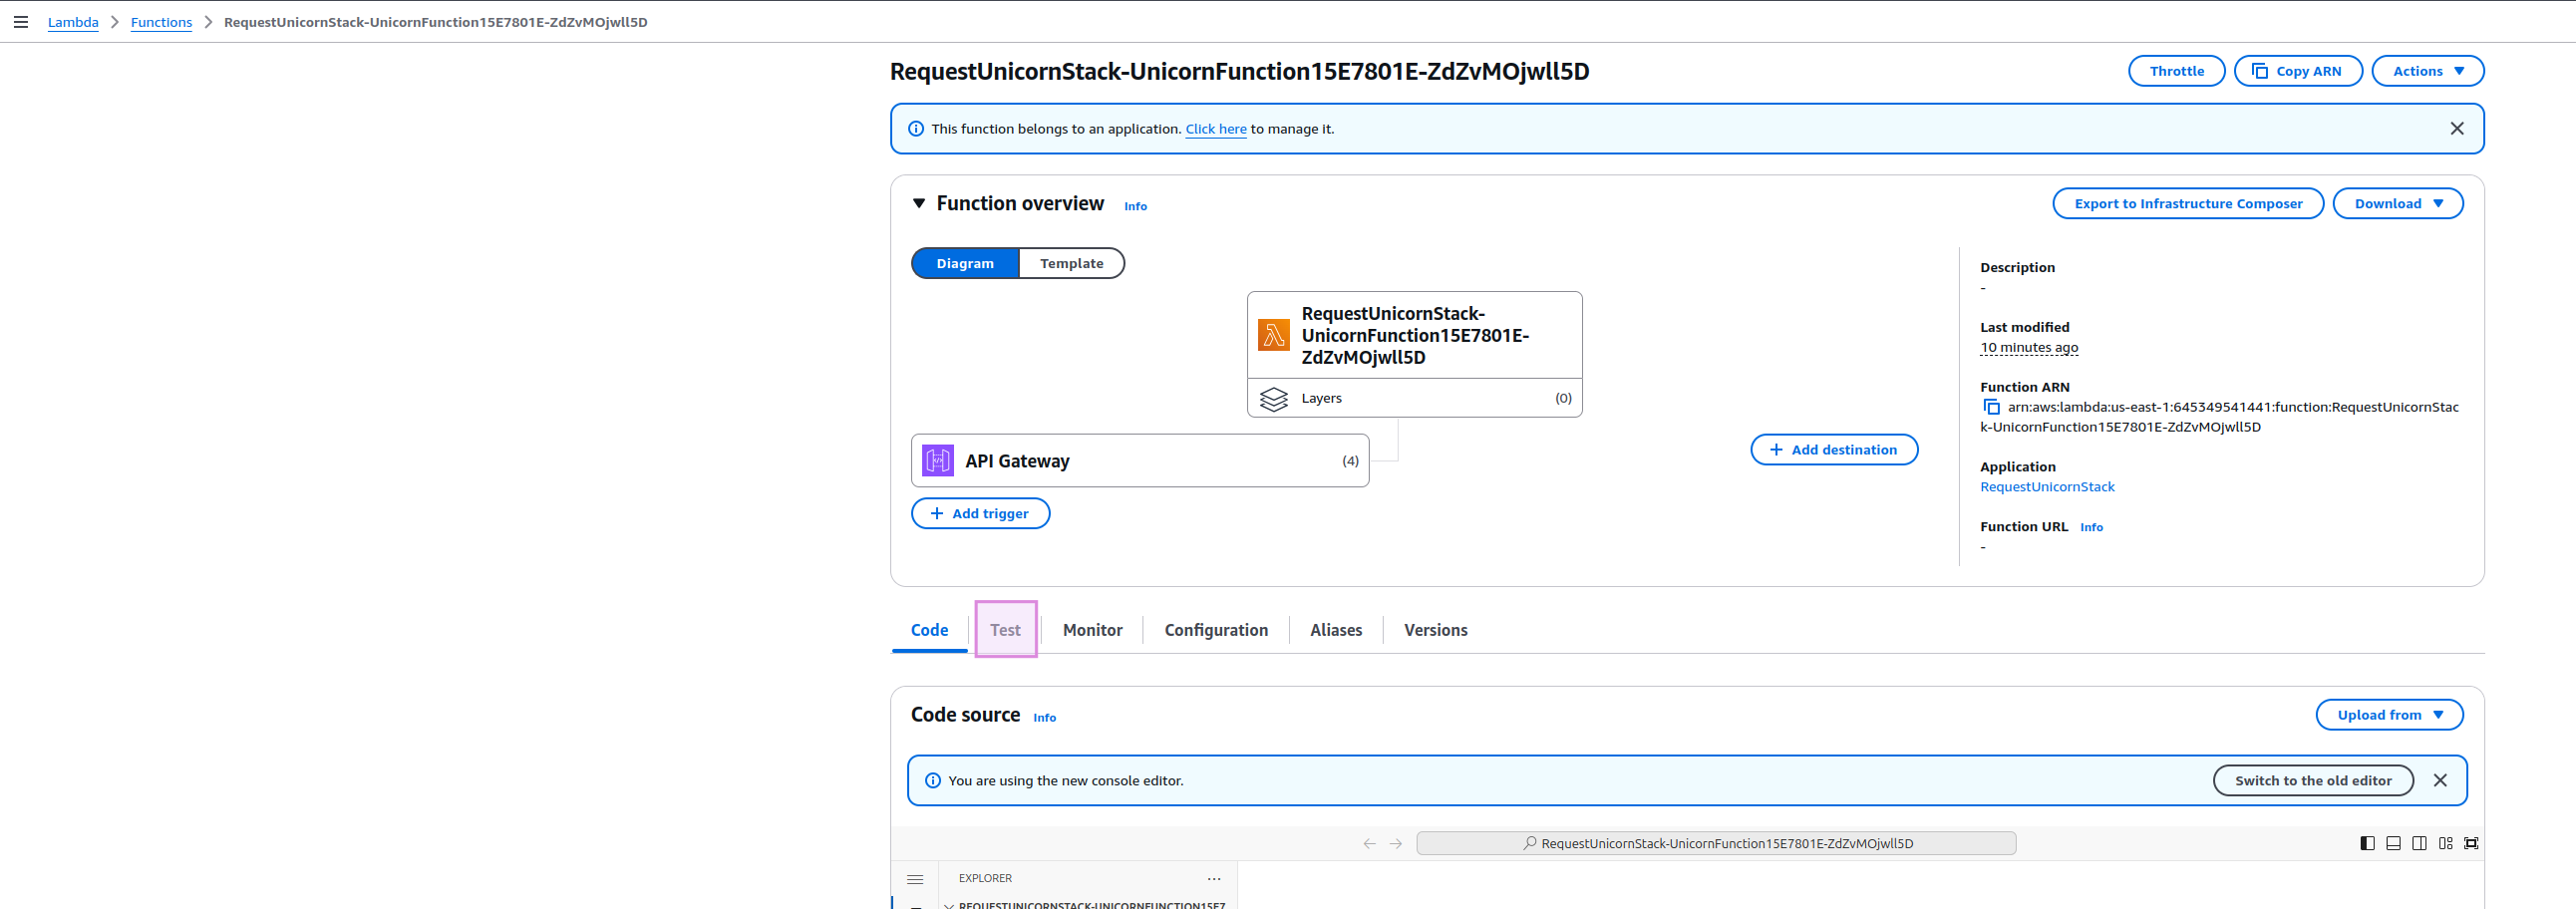 Lambda > Functions > RequestUnicornStack-UnicornFunction15E7801E-ZdZvMOjwll5D
RequestUnicornStack-UnicornFunction15E7801E-ZdZvMOjwll5D
Throttle
Copy ARN
Actions
This function belongs to an application. Click here to manage it.
Function overview Info
Export to Infrastructure Composer
Download
Diagram
Template
RequestUnicornStack-
UnicornFunction15E7801E-
ZdZvMOjwll5D
Layers (0)
API Gateway (4)
Add trigger
Add destination
Description
-
Last modified
10 minutes ago
Function ARN
arn:aws:lambda:us-east-1:645349541441:function:RequestUnicornStac
k-UnicornFunction15E7801E-ZdZvMOjwll5D
Application
RequestUnicornStack
Function URL Info
-
Code Test Monitor Configuration Aliases Versions
Code source Info
Upload from
You are using the new console editor.
Switch to the old editor
RequestUnicornStack-UnicornFunction15E7801E-ZdZvMOjwll5D
EXPLORER
REQUESTUNICORNSTACK-UNICORNFUNCTION15E7